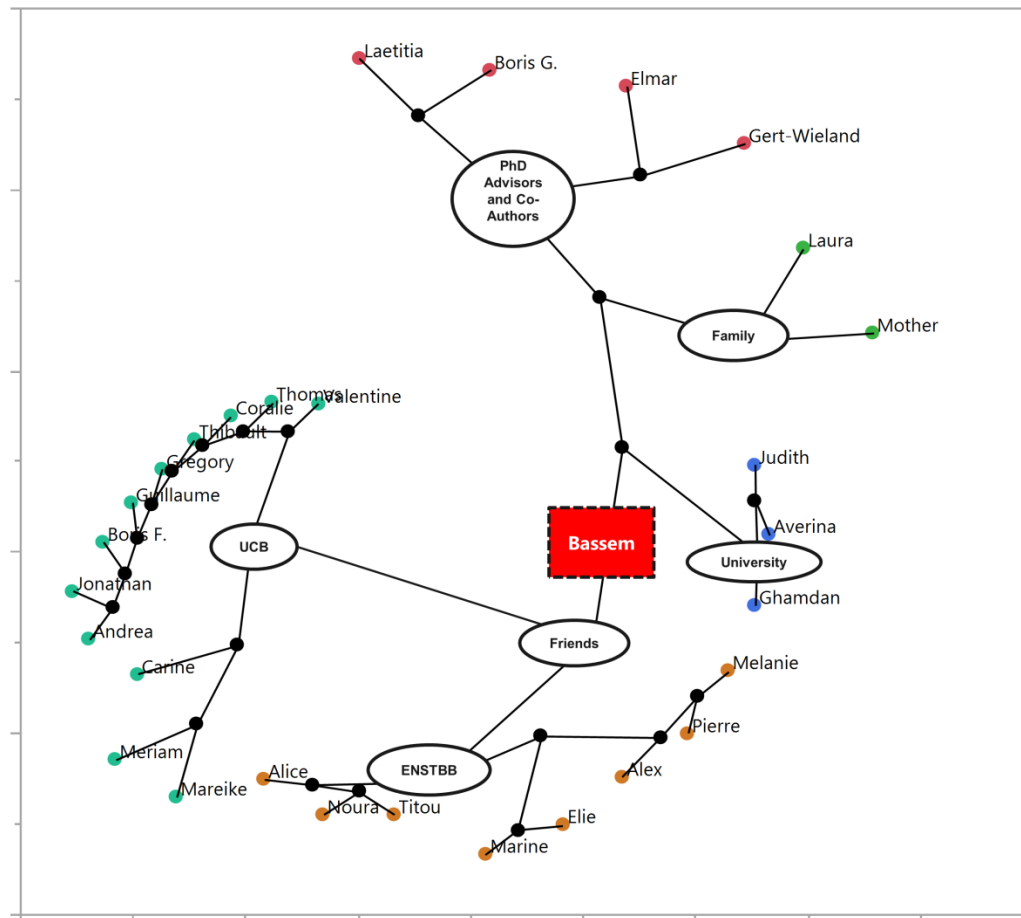 Laetitia
Boris G.
Elmar
Gert-Wieland
PhD
Advisors
and Co-
Authors
Laura
Mother
Family
Thomas
Valentine
Coralie
Thibault
Gregory
Guillaume
Boris F.
Jonathan
Andrea
Carine
Meriam
Mareike
UCB
Bassem
Judith
Averina
University
Ghamdan
Friends
Melanie
Pierre
Alex
ENSTBB
Alice
Noura
Titou
Elie
Marine